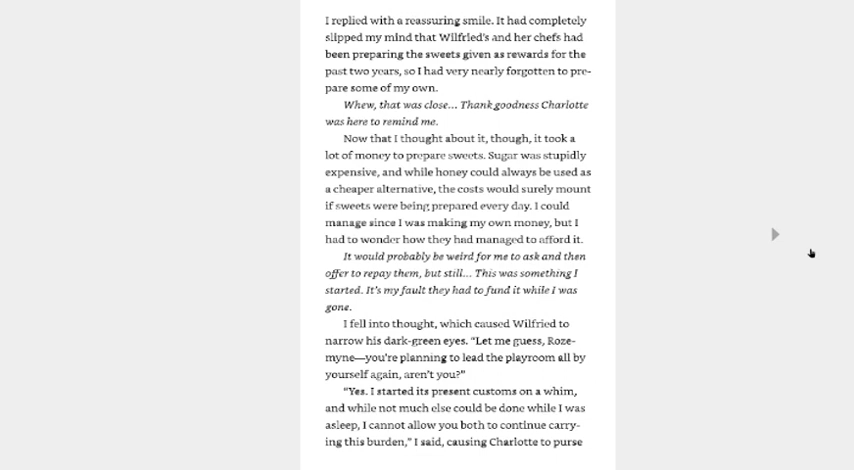 I replied with a reassuring smile. It had completely
slipped my mind that Wilfried's and her chefs had
been preparing the sweets given as rewards for the
past two years, so I had very nearly forgotten to pre-
pare some of my own.
Whew, that was close... Thank goodness Charlotte
was here to remind me.
Now that I thought about it, though, it took a
lot of money to prepare sweets. Sugar was stupidly
expensive, and while honey could always be used as
a cheaper alternative, the costs would surely mount
if sweets were being prepared every day. I could
manage since I was making my own money, but I
had to wonder how they had managed to afford it.
It would probably be weird for me to ask and then
offer to repay them, but still... This was something I
started. It's my fault they had to fund it while I was
gone.
I fell into thought, which caused Wilfried to
narrow his dark-green eyes. “Let me guess, Roze-
myne—you're planning to lead the playroom all by
yourself again, aren't you?”
“Yes. I started its present customs on a whim,
and while not much else could be done while I was
asleep, I cannot allow you both to continue carry-
ing this burden,” I said, causing Charlotte to purse